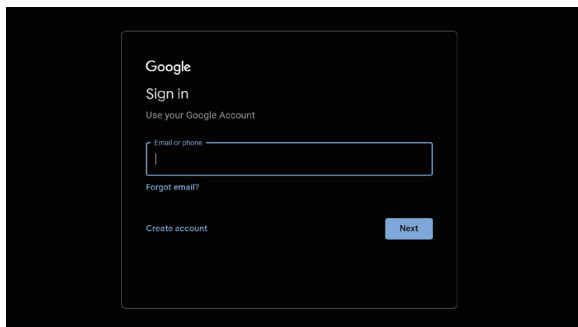 Google
Sign in
Use your Google Account
Email or phone
Forgot email?
Create account
Next